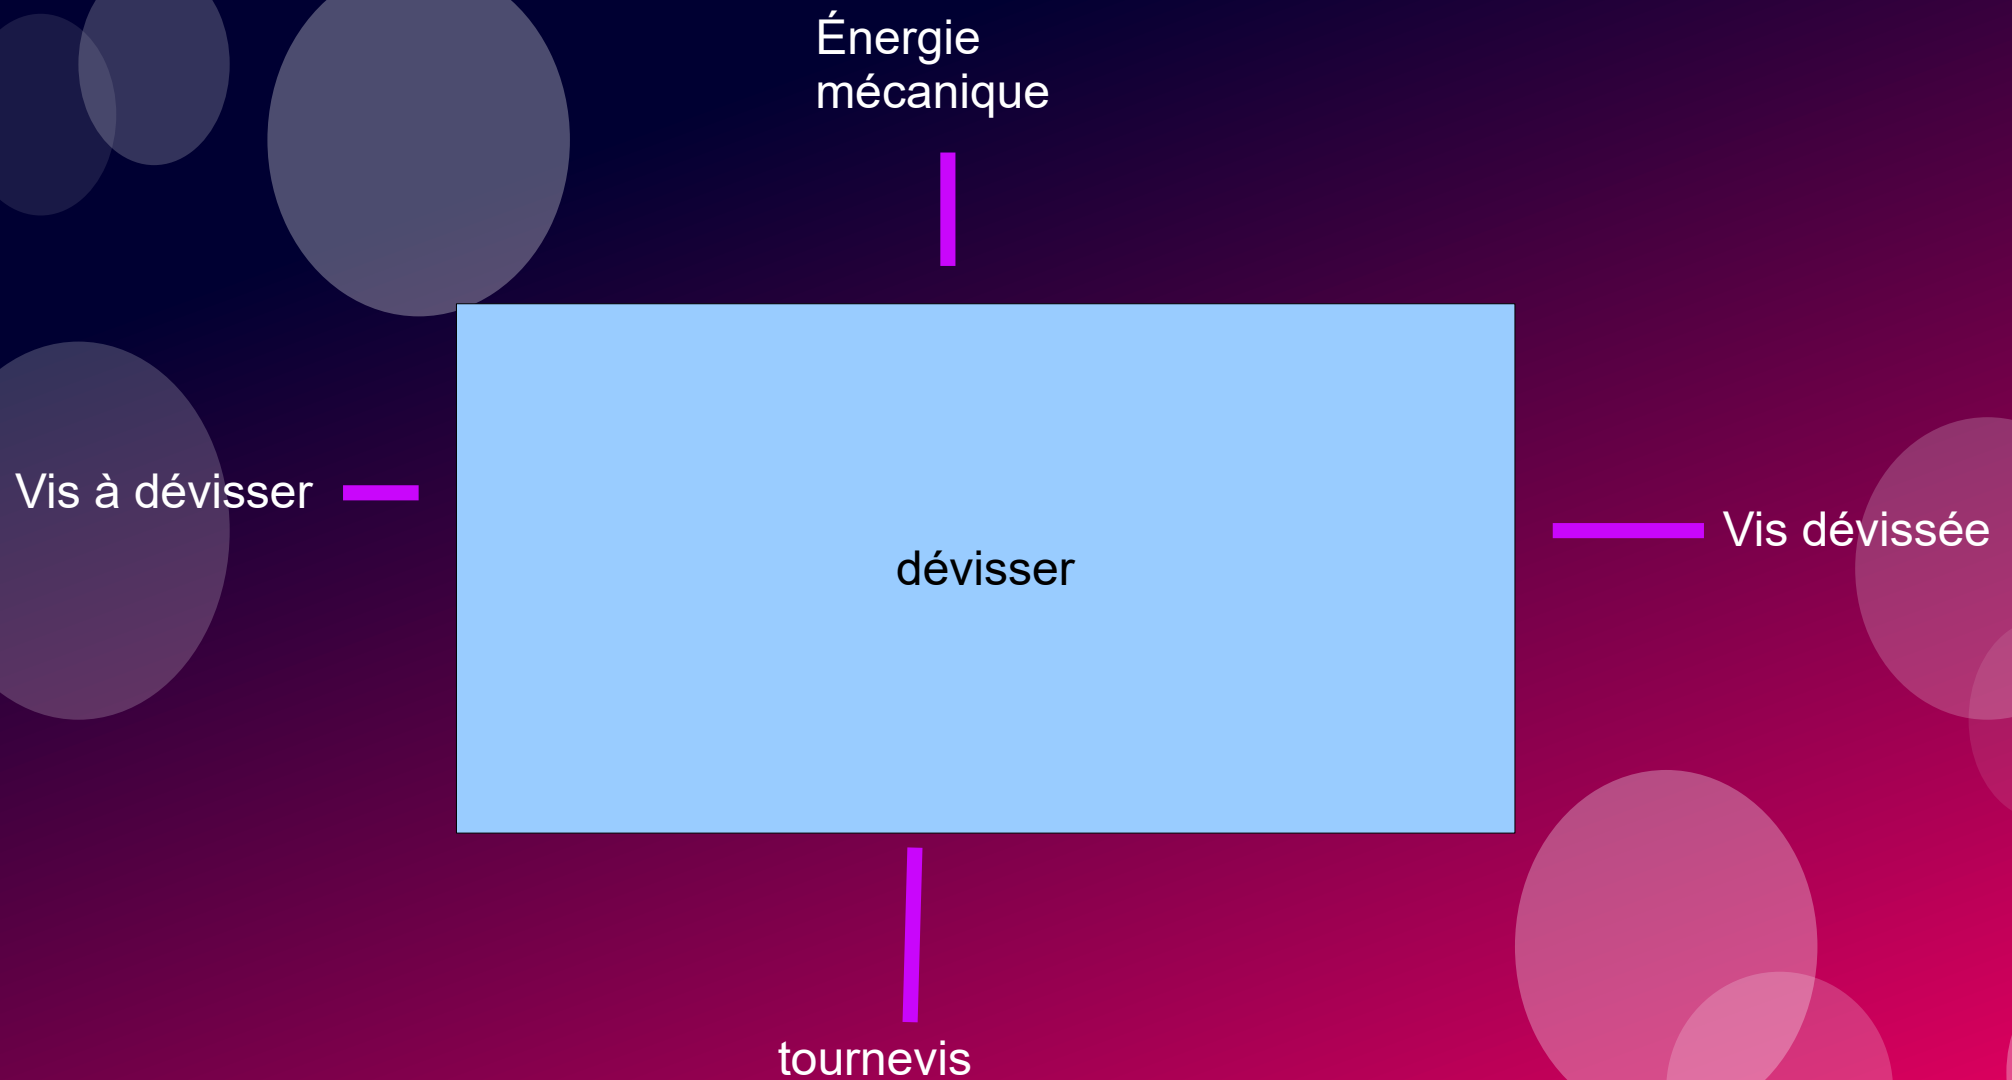 Énergie
mécanique
Vis à dévisser
Vis dévissée
dévisser
tournevis